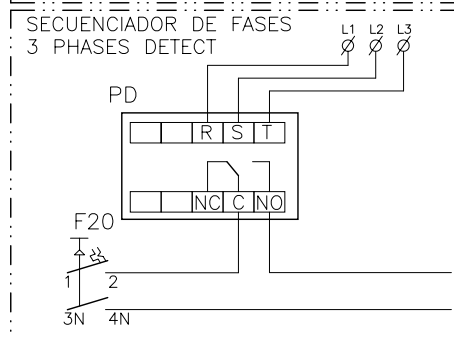 SECUENCIADOR DE FASES
3 PHASES DETECT
L1 L2 L3
PD
R S T
NC C NO
F20
1 2
3N 4N